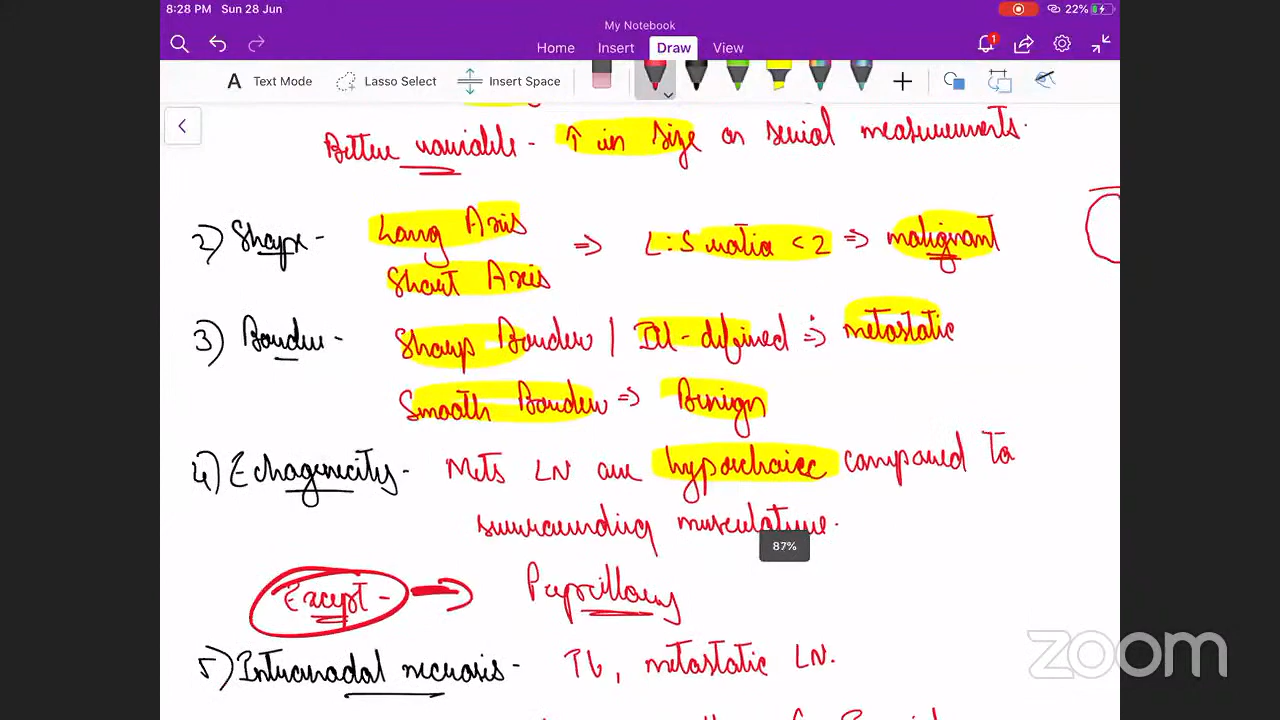 8:28 PM Sun 28 Jun
22%
My Notebook
Home Insert Draw View
1
A Text Mode Lasso Select Insert Space
Better variable - ↑ in size on serial measurements.
2) Shape - Long Axis
Short Axis
⇒ L:S ratio < 2 ⇒ malignant
3) Border - Sharp Border / Ill-defined ⇒ metastatic
Smooth Border ⇒ Benign
4) Echogenicity - Mets LN are hypoechoic compared to
surrounding musculature.
87%
Except - → Papillary
5) Intranodal necrosis - Tb, metastatic LN.
zoom